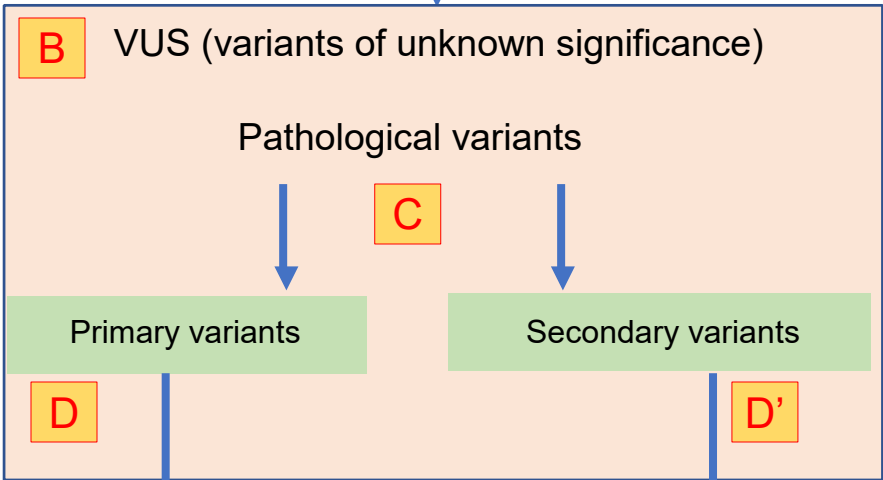 B VUS (variants of unknown significance)
Pathological variants
C
Primary variants Secondary variants
D D’